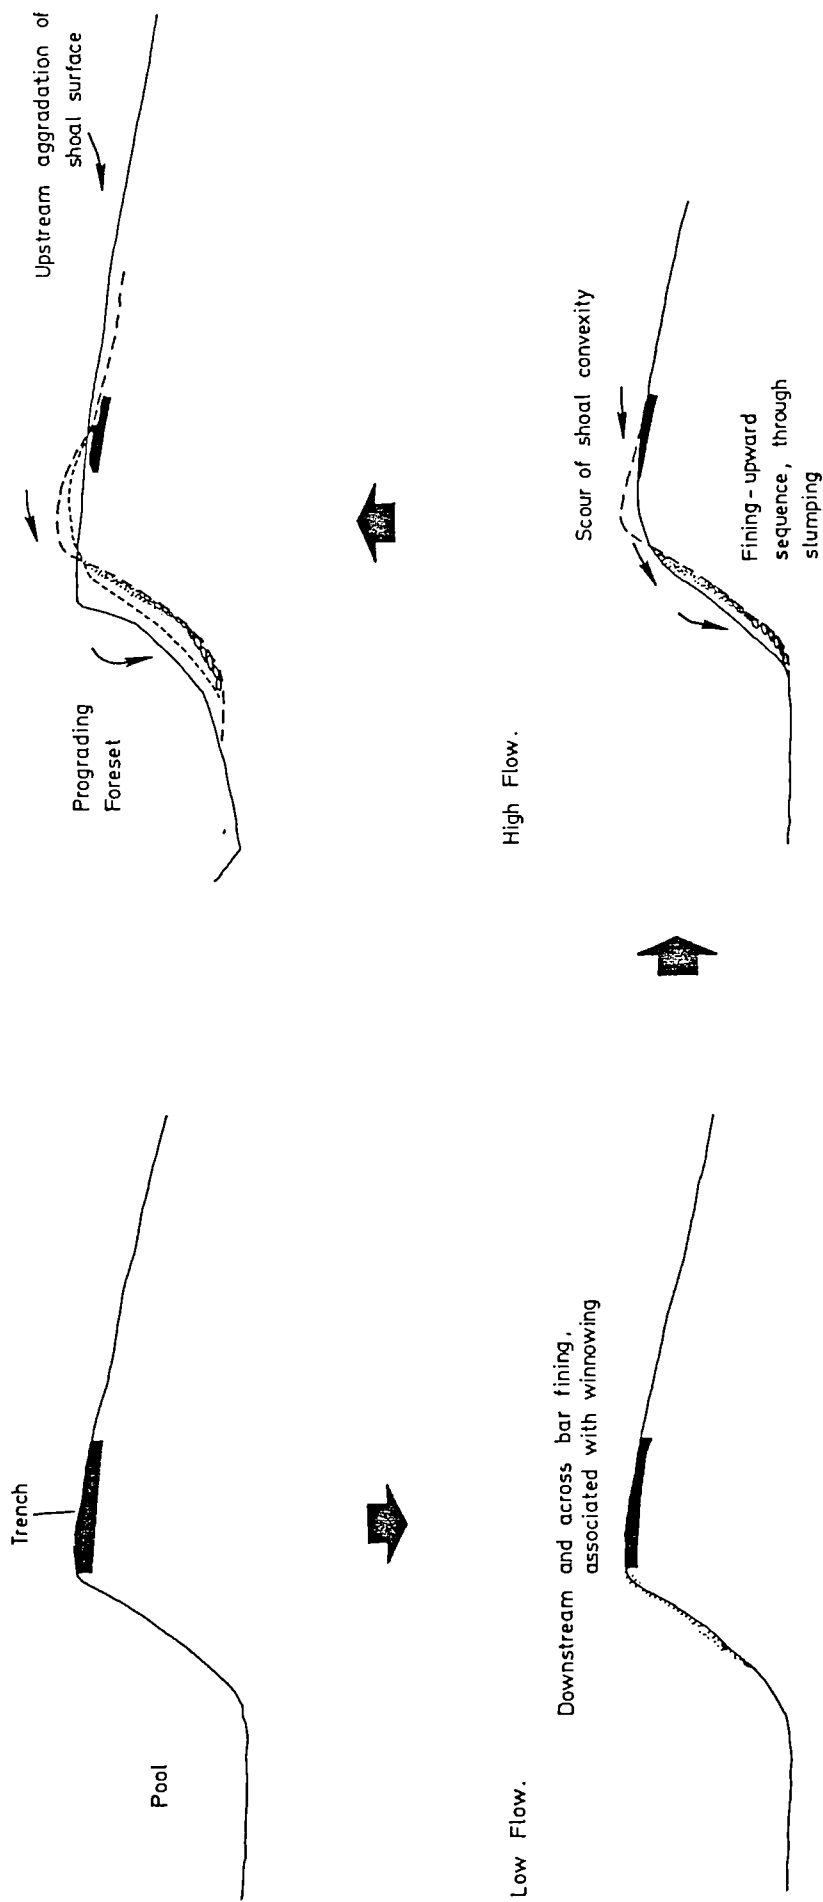 Trench
Pool
Upstream aggradation of
shoal surface
Prograding
Foreset
Low Flow.
Downstream and across bar fining,
associated with winnowing
High Flow.
Scour of shoal convexity
Fining-upward
sequence, through
slumping